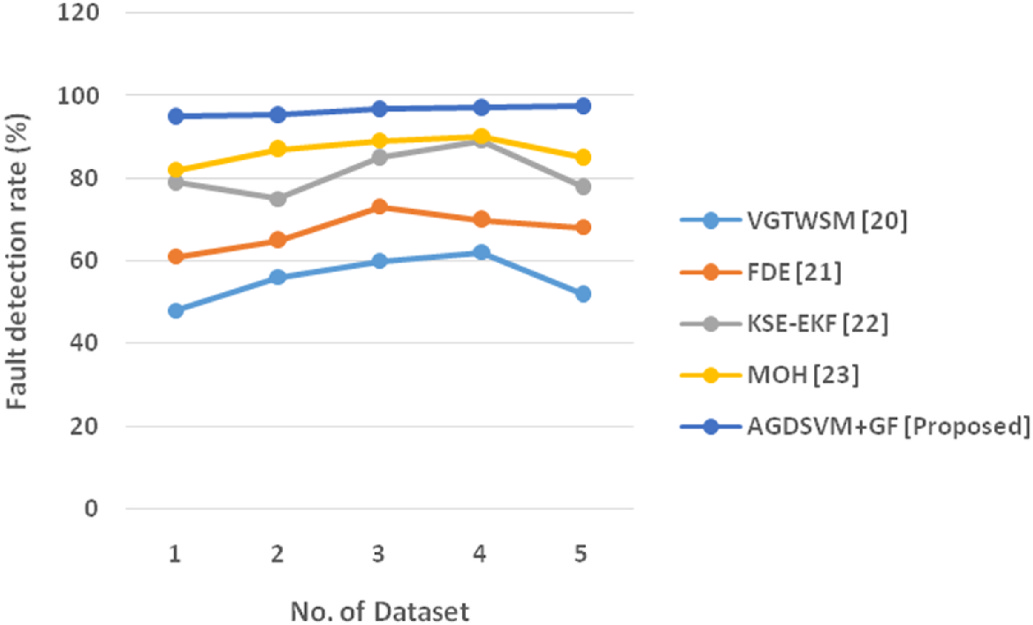 120
100
80
60
40
20
0
Fault detection rate (%)
1 2 3 4 5
No. of Dataset
VGTWSM [20]
FDE [21]
KSE-EKF [22]
MOH [23]
AGDSVM+GF [Proposed]